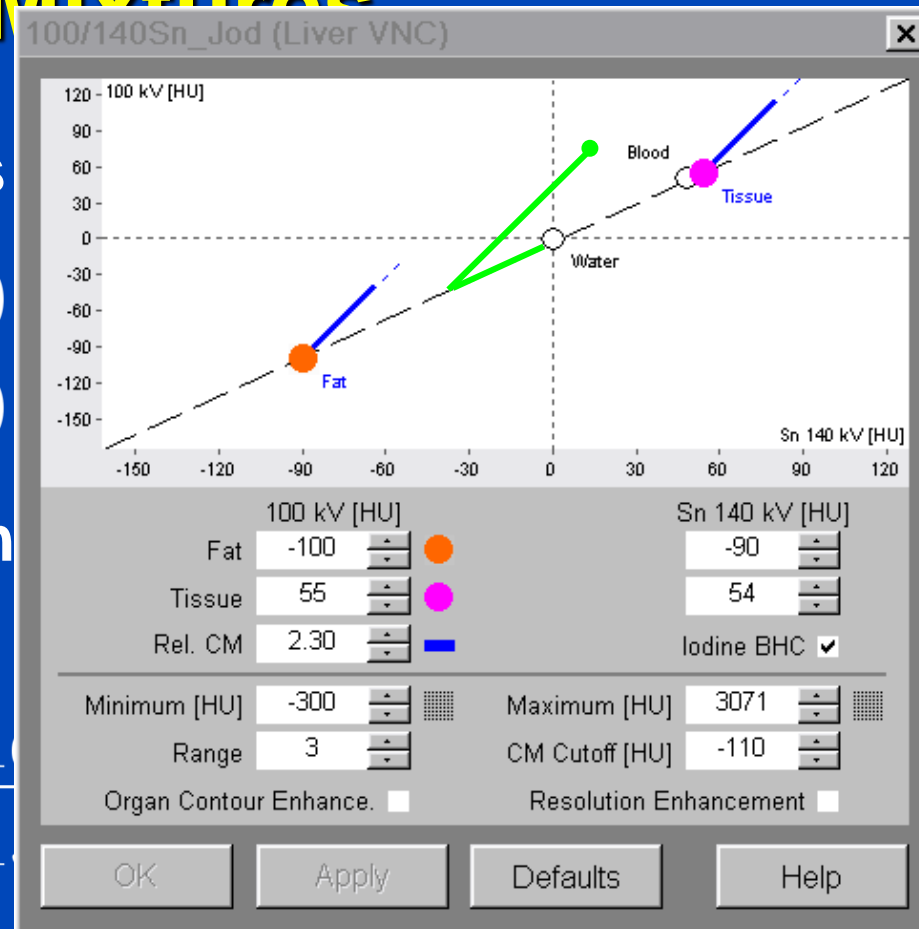 Mixtures
100/140Sn_Jod (Liver VNC)
100 kV [HU]
120
90
60
30
0
-30
-60
-90
-120
-150
Blood
Tissue
Water
Fat
Sn 140 kV [HU]
-150 -120 -90 -60 -30 0 30 60 90 120
100 kV [HU] Sn 140 kV [HU]
Fat -100 -90
Tissue 55 54
Rel. CM 2.30 Iodine BHC
Minimum [HU] -300 Maximum [HU] 3071
Range 3 CM Cutoff [HU] -110
Organ Contour Enhance. Resolution Enhancement
OK Apply Defaults Help